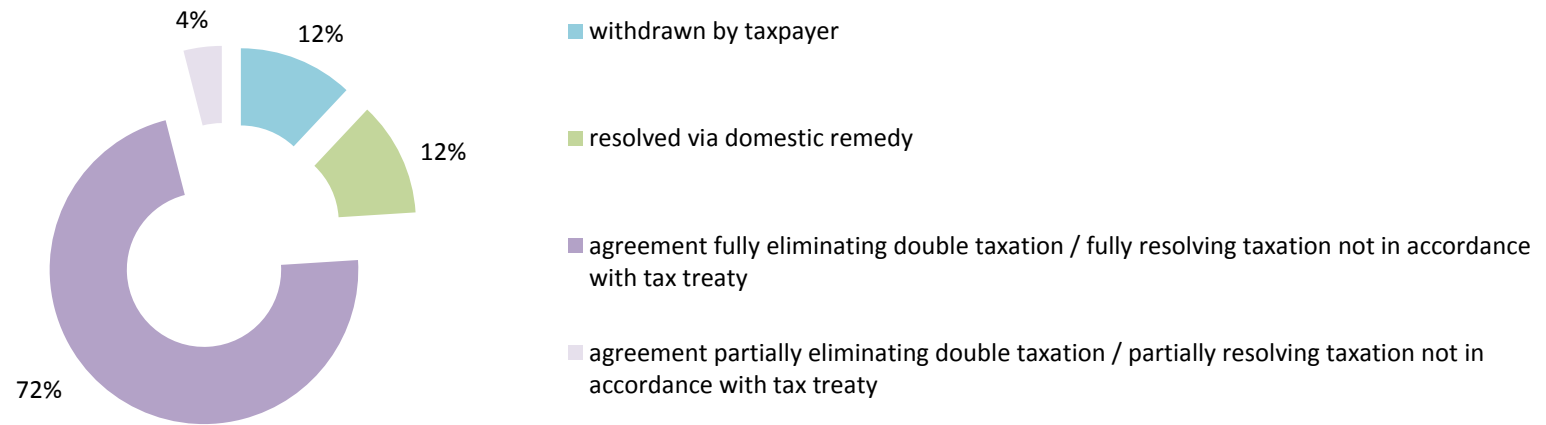 4%
12%
12%
72%
withdrawn by taxpayer
resolved via domestic remedy
agreement fully eliminating double taxation / fully resolving taxation not in accordance
with tax treaty
agreement partially eliminating double taxation / partially resolving taxation not in
accordance with tax treaty